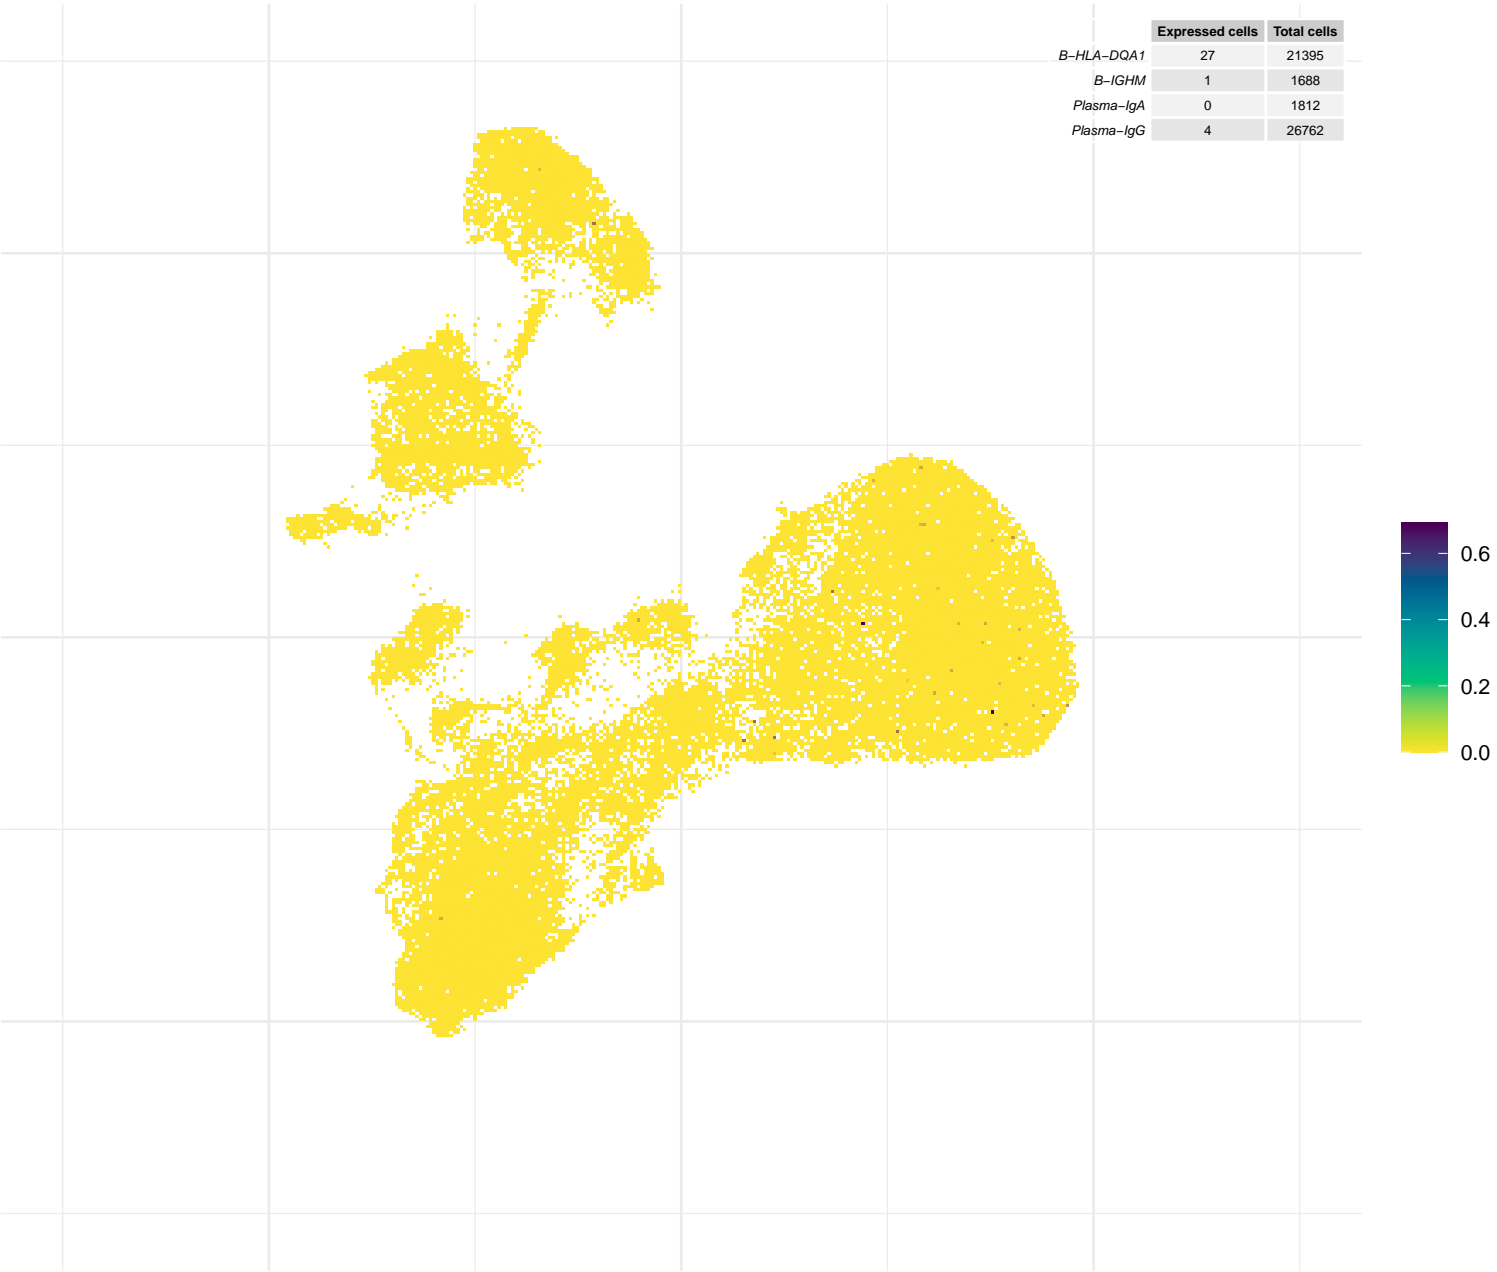 Expressed cells Total cells
B−HLA−DQA1 27 21395
B−IGHM 1 1688
Plasma−IgA 0 1812
Plasma−IgG 4 26762
0.6
0.4
0.2
0.0